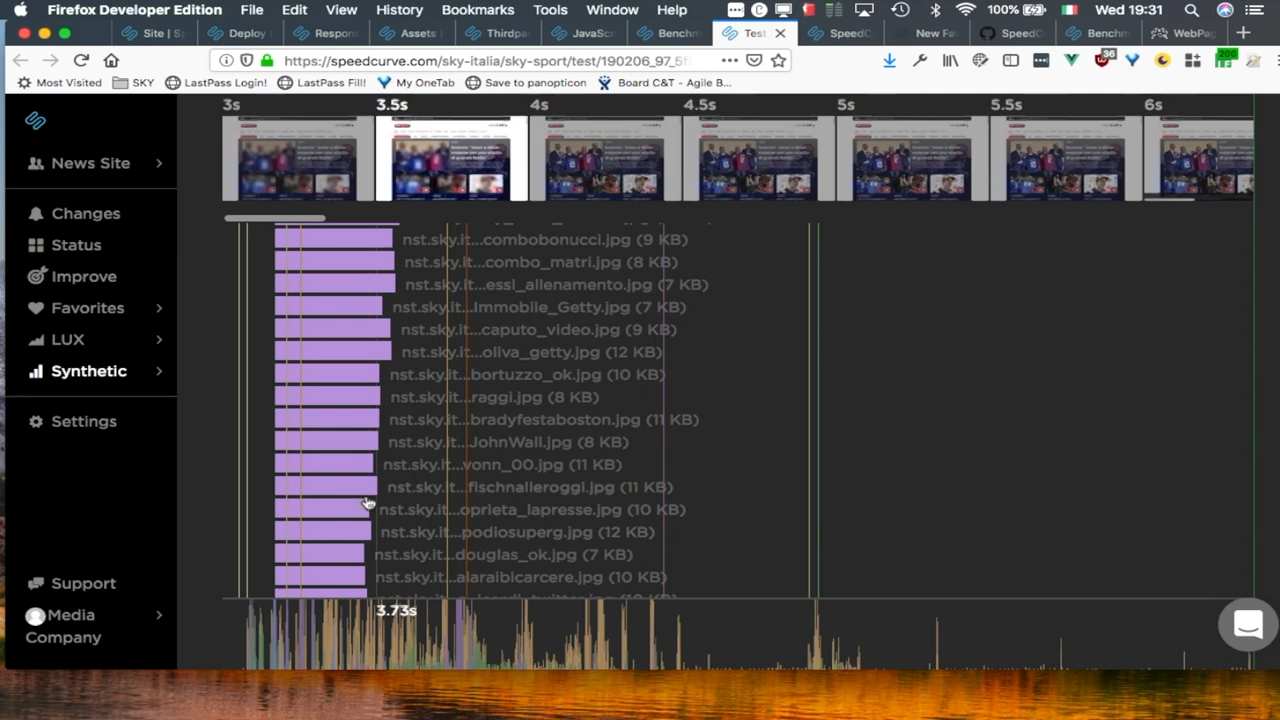 Firefox Developer Edition File Edit View History Bookmarks Tools Window Help 100% Wed 19:31
Site | Sp Deploy Respon Assets Thirdpa JavaSc Benchm Test SpeedC New Fa SpeedC Benchm WebPag
https://speedcurve.com/sky-italia/sky-sport/test/190206_97_5f 36 200
Most Visited SKY LastPass Login! LastPass Fill! My OneTab Save to panopticon Board C&T - Agile B...
3s 3.5s 4s 4.5s 5s 5.5s 6s
News Site
Changes
Status
Improve
Favorites
LUX
Synthetic
Settings
Support
Media
Company
nst.sky.it...combobonucci.jpg (9 KB)
nst.sky.it...combo_matri.jpg (8 KB)
nst.sky.it...essi_allenamento.jpg (7 KB)
nst.sky.it...Immobile_Getty.jpg (7 KB)
nst.sky.it...caputo_video.jpg (9 KB)
nst.sky.it...oliva_getty.jpg (12 KB)
nst.sky.it...bortuzzo_ok.jpg (10 KB)
nst.sky.it...raggi.jpg (8 KB)
nst.sky.it...bradyfestaboston.jpg (11 KB)
nst.sky.it...JohnWall.jpg (8 KB)
nst.sky.it...vonn_00.jpg (11 KB)
nst.sky.it...fischnalleroggi.jpg (11 KB)
nst.sky.it...oprieta_lapresse.jpg (10 KB)
nst.sky.it...podiosuperg.jpg (12 KB)
nst.sky.it...douglas_ok.jpg (7 KB)
nst.sky.it...alaraibicarcere.jpg (10 KB)
3.73s